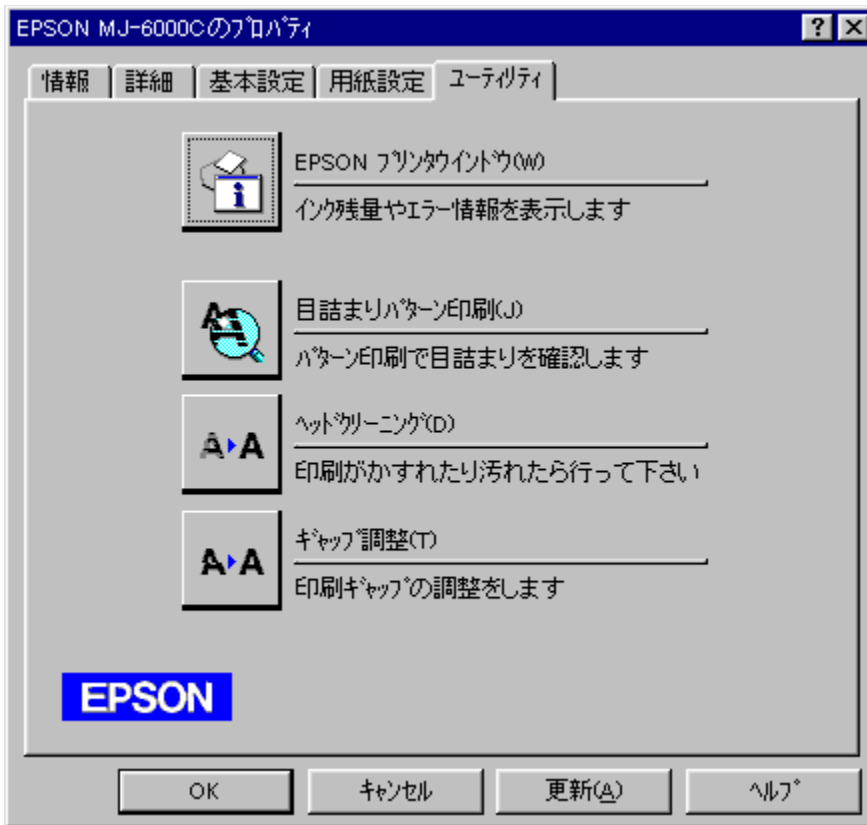 EPSON MJ-6000Cのﾌﾟﾛﾊﾟﾃｨ
情報
詳細
基本設定
用紙設定
ﾕｰﾃｨﾘﾃｨ
EPSON ﾌﾟﾘﾝﾀｳｲﾝﾄﾞｳ(W)
ｲﾝｸ残量やｴﾗｰ情報を表示します
目詰まりﾊﾟﾀｰﾝ印刷(J)
ﾊﾟﾀｰﾝ印刷で目詰まりを確認します
ﾍｯﾄﾞｸﾘｰﾆﾝｸﾞ(D)
印刷がかすれたり汚れたら行って下さい
ｷﾞｬｯﾌﾟ調整(T)
印刷ｷﾞｬｯﾌﾟの調整をします
EPSON
OK
ｷｬﾝｾﾙ
更新(A)
ﾍﾙﾌﾟ